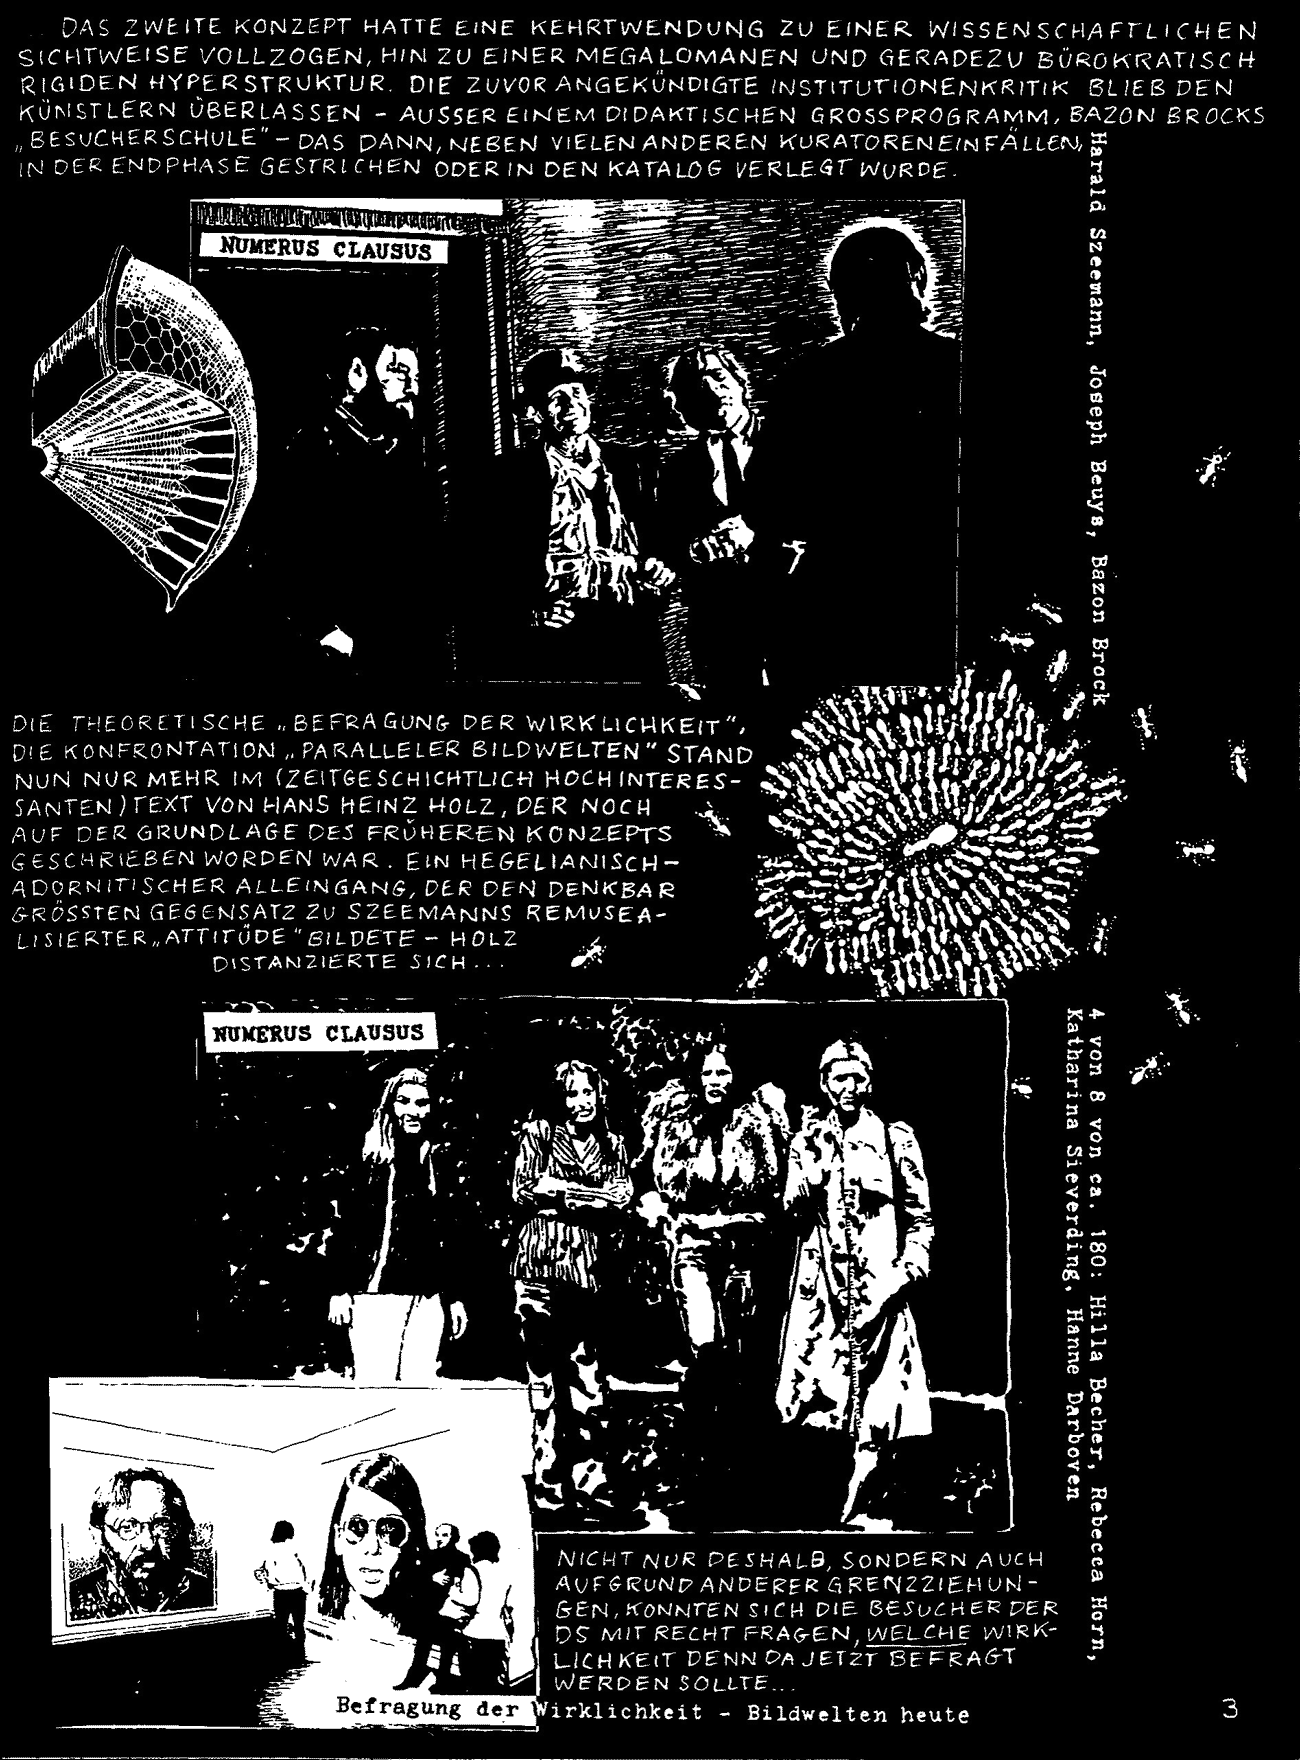 ... DAS ZWEITE KONZEPT HATTE EINE KEHRTWENDUNG ZU EINER WISSENSCHAFTLICHEN
SICHTWEISE VOLLZOGEN, HIN ZU EINER MEGALOMANEN UND GERADEZU BÜROKRATISCH
RIGIDEN HYPERSTRUKTUR. DIE ZUVOR ANGEKÜNDIGTE INSTITUTIONENKRITIK BLIEB DEN
KÜNSTLERN ÜBERLASSEN – AUSSER EINEM DIDAKTISCHEN GROSSPROGRAMM, BAZON BROCKS
„BESUCHERSCHULE" – DAS DANN, NEBEN VIELEN ANDEREN KURATORENEINFÄLLEN,
IN DER ENDPHASE GESTRICHEN ODER IN DEN KATALOG VERLEGT WURDE.
NUMERUS CLAUSUS
Harald Szeemann, Joseph Beuys, Bazon Brock
DIE THEORETISCHE „BEFRAGUNG DER WIRKLICHKEIT",
DIE KONFRONTATION „PARALLELER BILDWELTEN" STAND
NUN NUR MEHR IM (ZEITGESCHICHTLICH HOCHINTERES-
SANTEN) TEXT VON HANS HEINZ HOLZ, DER NOCH
AUF DER GRUNDLAGE DES FRÜHEREN KONZEPTS
GESCHRIEBEN WORDEN WAR. EIN HEGELIANISCH-
ADORNITISCHER ALLEINGANG, DER DEN DENKBAR
GRÖSSTEN GEGENSATZ ZU SZEEMANNS REMUSEA-
LISIERTER „ATTITÜDE" BILDETE – HOLZ
DISTANZIERTE SICH...
NUMERUS CLAUSUS
4 von 8 von ca. 180: Hilla Becher, Rebecca Horn,
Katharina Sieverding, Hanne Darboven
NICHT NUR DESHALB, SONDERN AUCH
AUFGRUND ANDERER GRENZZIEHUN-
GEN, KONNTEN SICH DIE BESUCHER DER
D5 MIT RECHT FRAGEN, WELCHE WIRK-
LICHKEIT DENN DA JETZT BEFRAGT
WERDEN SOLLTE...
Befragung der Wirklichkeit - Bildwelten heute
3